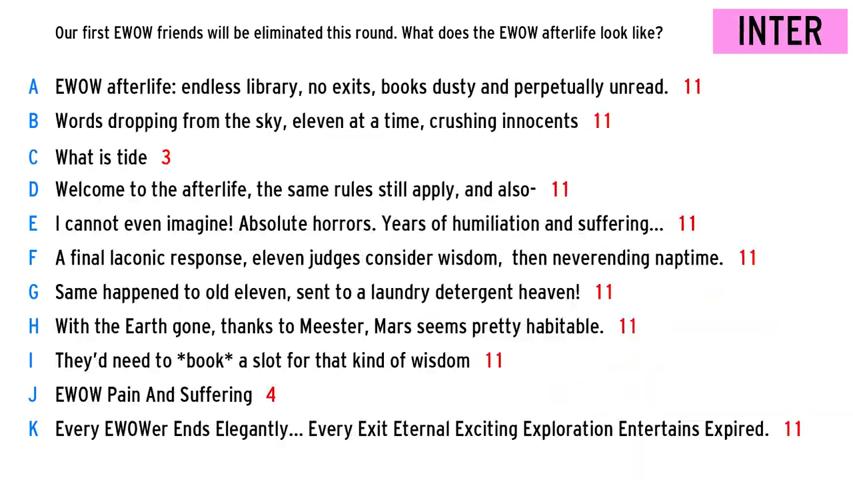 Our first EWOW friends will be eliminated this round. What does the EWOW afterlife look like?
INTER
A EWOW afterlife: endless library, no exits, books dusty and perpetually unread. 11
B Words dropping from the sky, eleven at a time, crushing innocents 11
C What is tide 3
D Welcome to the afterlife, the same rules still apply, and also- 11
E I cannot even imagine! Absolute horrors. Years of humiliation and suffering... 11
F A final laconic response, eleven judges consider wisdom, then neverending naptime. 11
G Same happened to old eleven, sent to a laundry detergent heaven! 11
H With the Earth gone, thanks to Meester, Mars seems pretty habitable. 11
I They'd need to *book* a slot for that kind of wisdom 11
J EWOW Pain And Suffering 4
K Every EWOWer Ends Elegantly... Every Exit Eternal Exciting Exploration Entertains Expired. 11